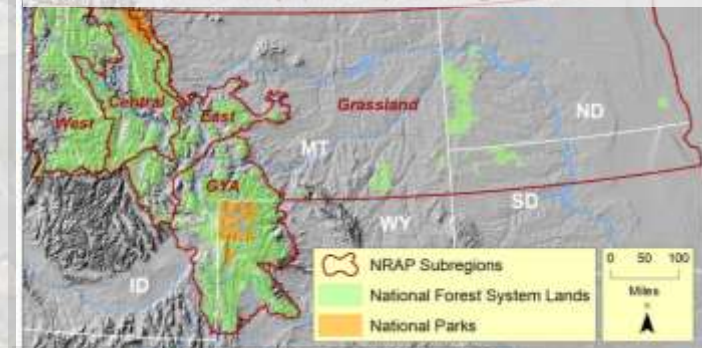 West
Central
East
Grassland
ND
MT
GYA
SD
WY
ID
NRAP Subregions
National Forest System Lands
National Parks
0 50 100
Miles